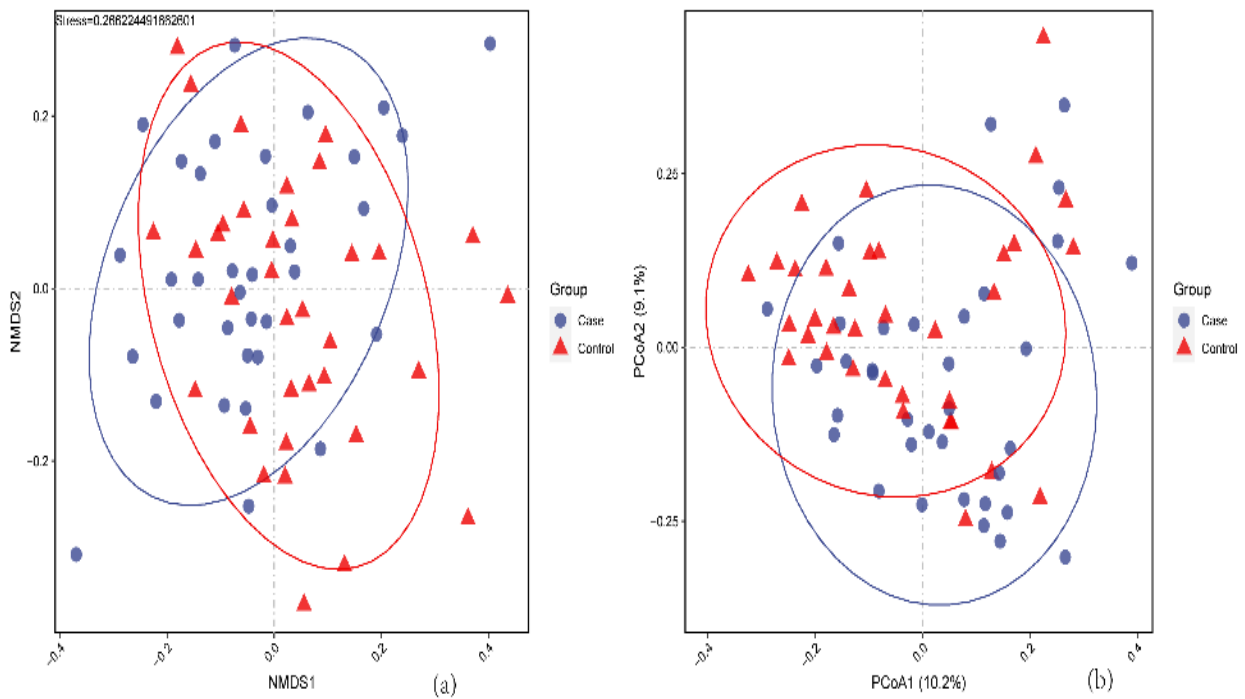 Stress=0.266224491662601
0.2
0.0
−0.2
−0.4
−0.2
0.0
0.2
0.4
NMDS2
NMDS1
(a)
Group
Case
Control
0.25
0.00
−0.25
−0.4
−0.2
0.0
0.2
0.4
PCoA2 (9.1%)
PCoA1 (10.2%)
(b)
Group
Case
Control